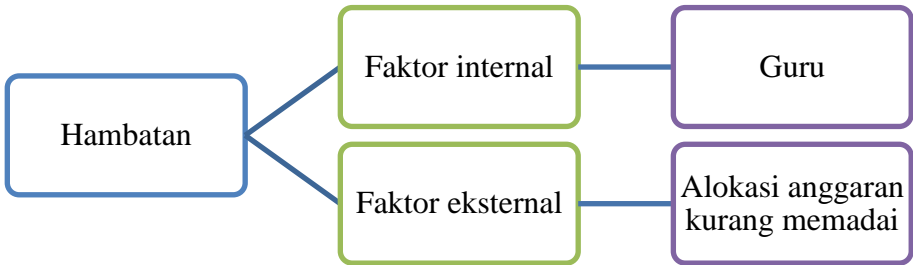 Hambatan
Faktor internal
Guru
Faktor eksternal
Alokasi anggaran
kurang memadai